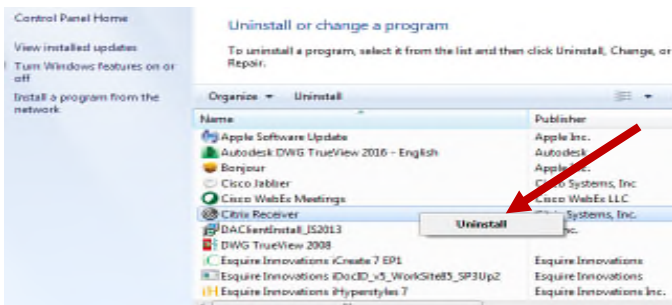 Control Panel Home
View installed updates
Turn Windows features on or
off
Install a program from the
network
Uninstall or change a program
To uninstall a program, select it from the list and then click Uninstall, Change, or
Repair.
Organize Uninstall
Name Publisher
Apple Software Update Apple Inc.
Autodesk DWG TrueView 2016 - English Autodesk
Bonjour Apple
Cisco Jabber Systems, Inc
Cisco WebEx Meetings Cisco WebEx LLC
Citrix Receiver Uninstall Systems, Inc.
DAClientInstall_IS2013
DWG TrueView 2008
Esquire Innovations iCreate 7 EP1 Esquire Innovations
Esquire Innovations iDocID_v5_WorkSite85_SP3Up2 Esquire Innovations
Esquire Innovations iHyperstyles 7 Esquire Innovations Inc.